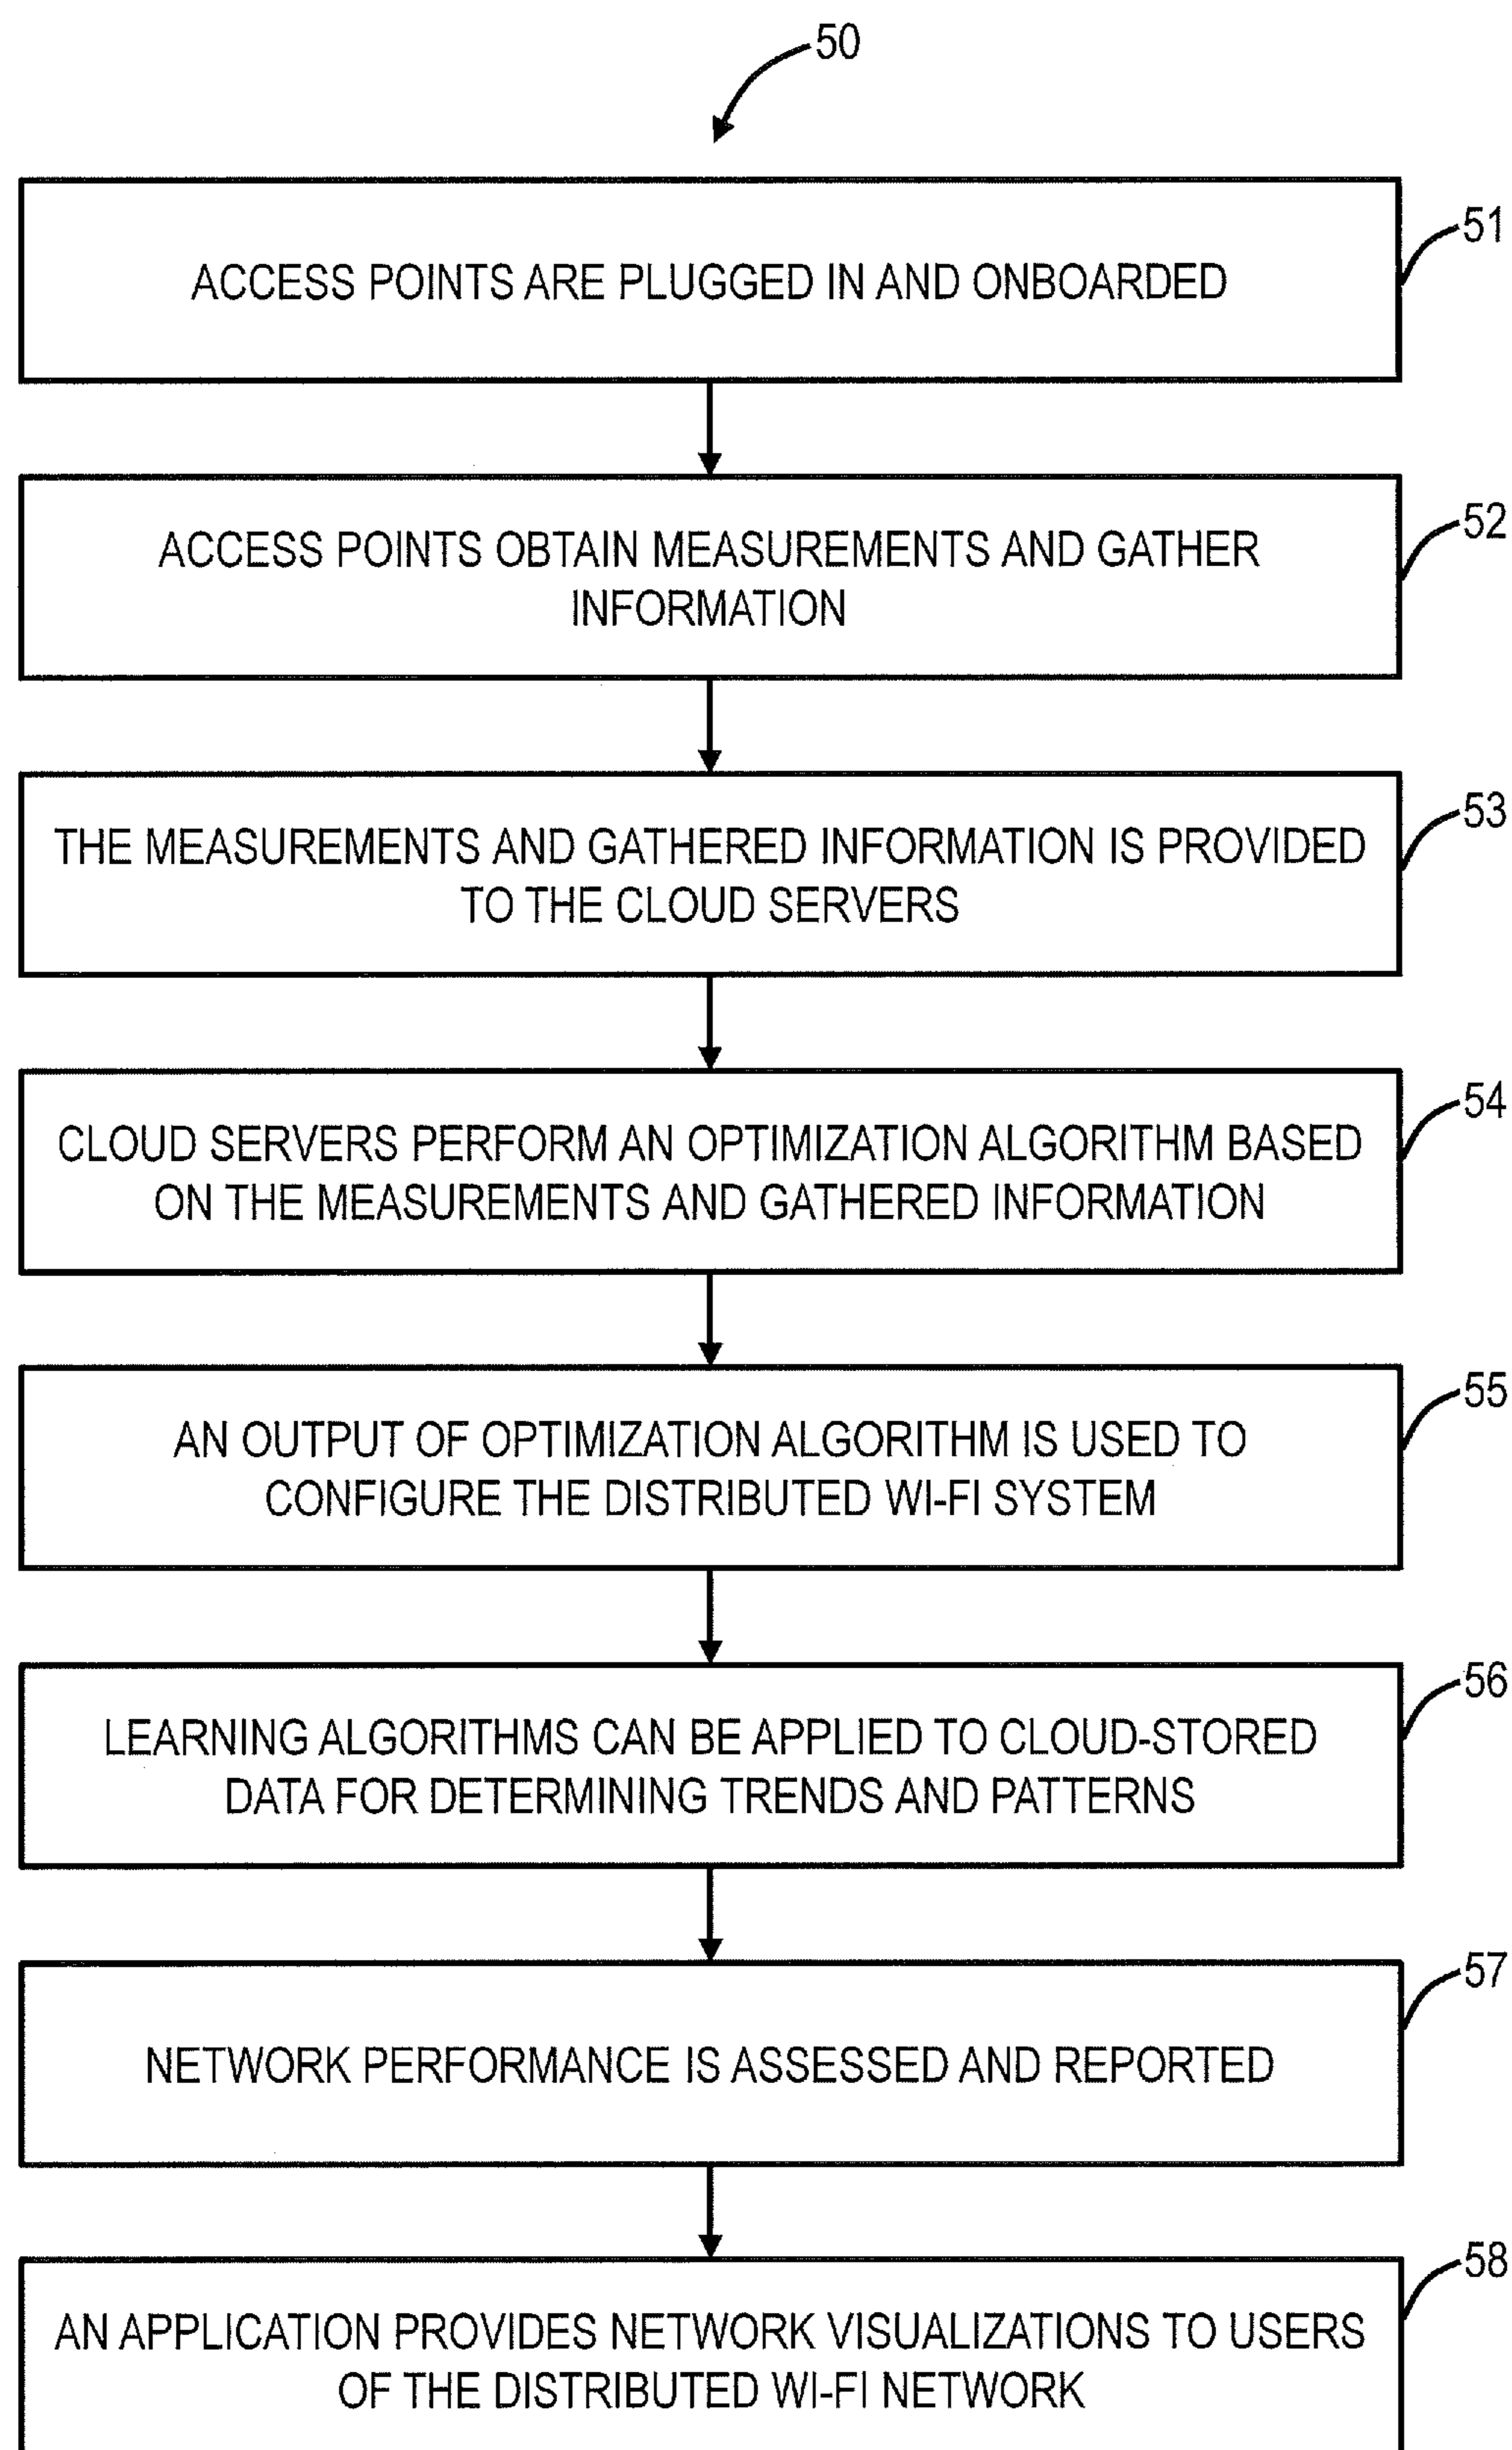 50
51
ACCESS POINTS ARE PLUGGED IN AND ONBOARDED
52
ACCESS POINTS OBTAIN MEASUREMENTS AND GATHER
INFORMATION
53
THE MEASUREMENTS AND GATHERED INFORMATION IS PROVIDED
TO THE CLOUD SERVERS
54
CLOUD SERVERS PERFORM AN OPTIMIZATION ALGORITHM BASED
ON THE MEASUREMENTS AND GATHERED INFORMATION
55
AN OUTPUT OF OPTIMIZATION ALGORITHM IS USED TO
CONFIGURE THE DISTRIBUTED WI-FI SYSTEM
56
LEARNING ALGORITHMS CAN BE APPLIED TO CLOUD-STORED
DATA FOR DETERMINING TRENDS AND PATTERNS
57
NETWORK PERFORMANCE IS ASSESSED AND REPORTED
58
AN APPLICATION PROVIDES NETWORK VISUALIZATIONS TO USERS
OF THE DISTRIBUTED WI-FI NETWORK